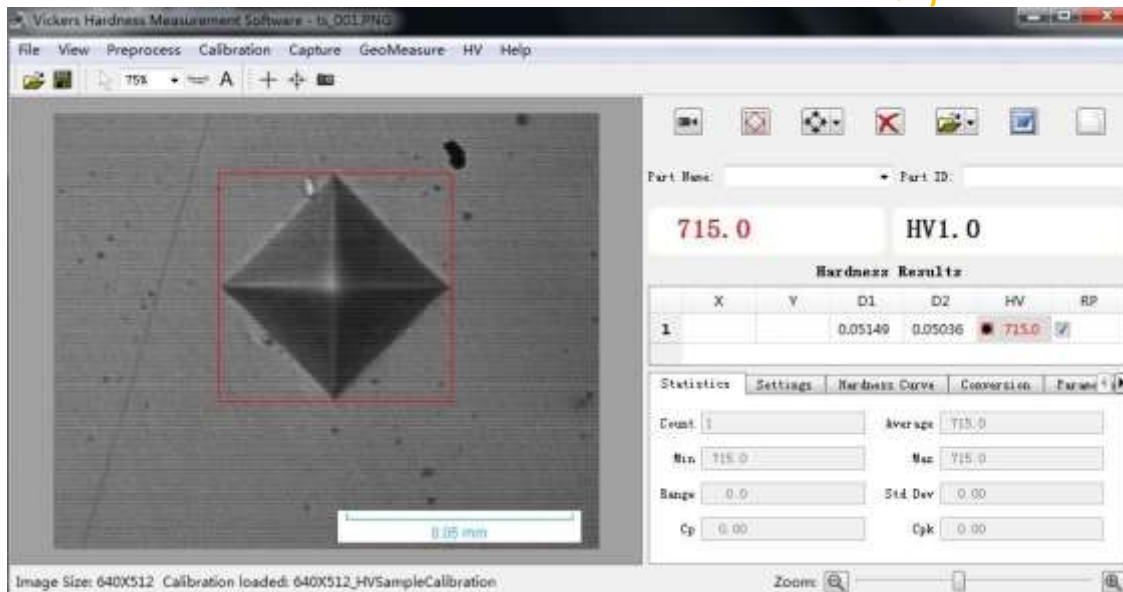 Vickers Hardness Measurement Software - ts_001.PNG
File View Preprocess Calibration Capture GeoMeasure HV Help
75% A
Part Name: Part ID:
715.0 HV1.0
Hardness Results
X Y D1 D2 HV RP
1 0.05149 0.05036 715.0
Statistics Settings Hardness Curve Conversion
Count 1 Average 715.0
Min 715.0 Max 715.0
Range 0.0 Std Dev 0.00
Cp 0.00 Cpk 0.00
0.05 mm
Image Size: 640X512 Calibration loaded: 640X512_HVSampleCalibration Zoom: